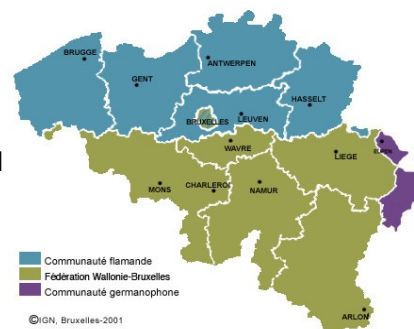 BRUGGE
ANTWERPEN
GENT
HASSELT
BRUXELLES
LEUVEN
EUPEN
WAVRE
LIEGE
MONS
CHARLEROI
NAMUR
Communauté flamande
Fédération Wallonie-Bruxelles
Communauté germanophone
©IGN, Bruxelles-2001
ARLON